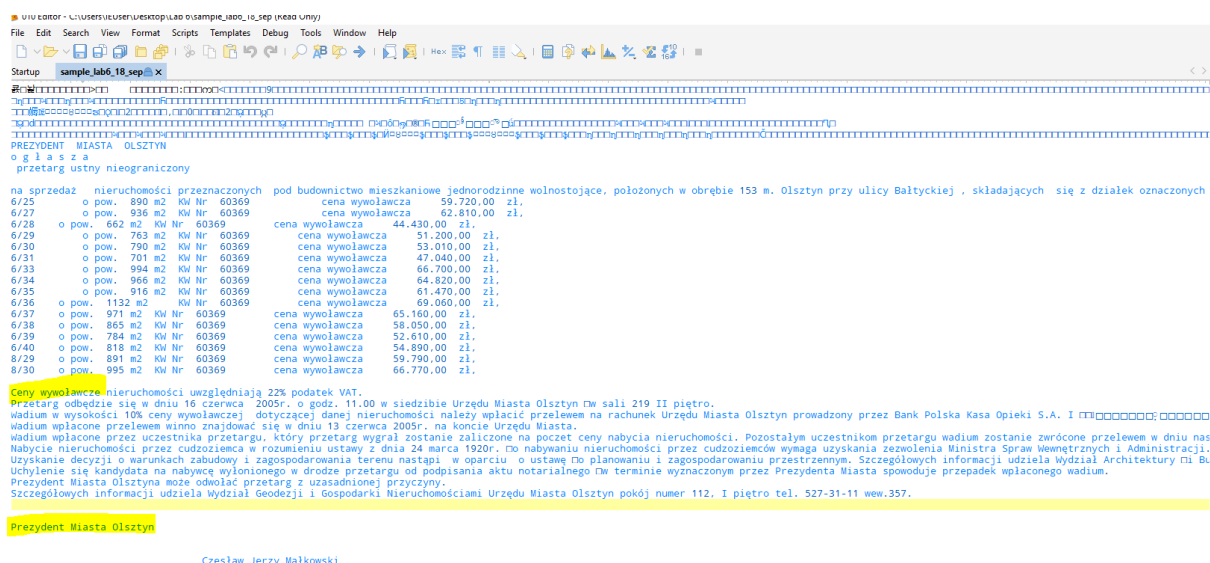 010 Editor - C:\Users\IEUser\Desktop\Lab 6\sample_lab6_18_sep (Read Only)
File Edit Search View Format Scripts Templates Debug Tools Window Help
Startup sample_lab6_18_sep
PREZYDENT MIASTA OLSZTYN
o g ł a s z a
przetarg ustny nieograniczony
na sprzedaż nieruchomości przeznaczonych pod budownictwo mieszkaniowe jednorodzinne wolnostojące, położonych w obrębie 153 m. Olsztyn przy ulicy Bałtyckiej , składających się z działek oznaczonych
6/25 o pow. 890 m2 KW Nr 60369 cena wywoławcza 59.720,00 zł,
6/27 o pow. 936 m2 KW Nr 60369 cena wywoławcza 62.810,00 zł,
6/28 o pow. 662 m2 KW Nr 60369 cena wywoławcza 44.430,00 zł,
6/29 o pow. 763 m2 KW Nr 60369 cena wywoławcza 51.200,00 zł,
6/30 o pow. 790 m2 KW Nr 60369 cena wywoławcza 53.010,00 zł,
6/31 o pow. 701 m2 KW Nr 60369 cena wywoławcza 47.040,00 zł,
6/33 o pow. 994 m2 KW Nr 60369 cena wywoławcza 66.700,00 zł,
6/34 o pow. 966 m2 KW Nr 60369 cena wywoławcza 64.820,00 zł,
6/35 o pow. 916 m2 KW Nr 60369 cena wywoławcza 61.470,00 zł,
6/36 o pow. 1132 m2 KW Nr 60369 cena wywoławcza 69.060,00 zł,
6/37 o pow. 971 m2 KW Nr 60369 cena wywoławcza 65.160,00 zł,
6/38 o pow. 865 m2 KW Nr 60369 cena wywoławcza 58.050,00 zł,
6/39 o pow. 784 m2 KW Nr 60369 cena wywoławcza 52.610,00 zł,
6/40 o pow. 818 m2 KW Nr 60369 cena wywoławcza 54.890,00 zł,
8/29 o pow. 891 m2 KW Nr 60369 cena wywoławcza 59.790,00 zł,
8/30 o pow. 995 m2 KW Nr 60369 cena wywoławcza 66.770,00 zł,
Ceny wywoławcze nieruchomości uwzględniają 22% podatek VAT.
Przetarg odbędzie się w dniu 16 czerwca 2005r. o godz. 11.00 w siedzibie Urzędu Miasta Olsztyn w sali 219 II piętro.
Wadium w wysokości 10% ceny wywoławczej dotyczącej danej nieruchomości należy wpłacić przelewem na rachunek Urzędu Miasta Olsztyn prowadzony przez Bank Polska Kasa Opieki S.A. I
Wadium wpłacone przelewem winno znajdować się w dniu 13 czerwca 2005r. na koncie Urzędu Miasta.
Wadium wpłacone przez uczestnika przetargu, który przetarg wygrał zostanie zaliczone na poczet ceny nabycia nieruchomości. Pozostałym uczestnikom przetargu wadium zostanie zwrócone przelewem w dniu nas
Nabycie nieruchomości przez cudzoziemca w rozumieniu ustawy z dnia 24 marca 1920r. o nabywaniu nieruchomości przez cudzoziemców wymaga uzyskania zezwolenia Ministra Spraw Wewnętrznych i Administracji.
Uzyskanie decyzji o warunkach zabudowy i zagospodarowania terenu nastąpi w oparciu o ustawę o planowaniu i zagospodarowaniu przestrzennym. Szczegółowych informacji udziela Wydział Architektury i Bu
Uchylenie się kandydata na nabywcę wyłonionego w drodze przetargu od podpisania aktu notarialnego w terminie wyznaczonym przez Prezydenta Miasta spowoduje przepadek wpłaconego wadium.
Prezydent Miasta Olsztyna może odwołać przetarg z uzasadnionej przyczyny.
Szczegółowych informacji udziela Wydział Geodezji i Gospodarki Nieruchomościami Urzędu Miasta Olsztyn pokój numer 112, I piętro tel. 527-31-11 wew.357.
Prezydent Miasta Olsztyn
Czesław Jerzy Małkowski